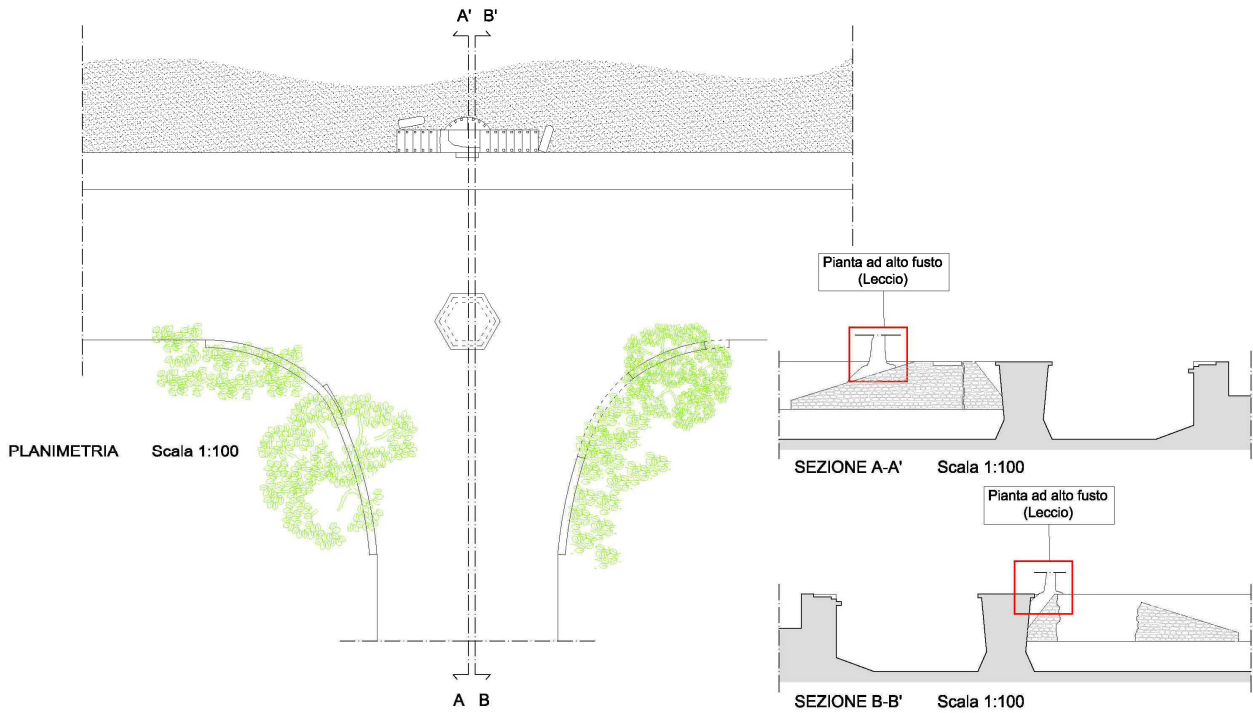 A' B'
Pianta ad alto fusto
(Leccio)
PLANIMETRIA Scala 1:100
SEZIONE A-A' Scala 1:100
Pianta ad alto fusto
(Leccio)
A B
SEZIONE B-B' Scala 1:100